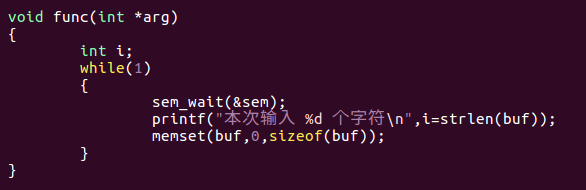 void func(int *arg)
{
        int i;
        while(1)
        {
                sem_wait(&sem);
                printf("本次输入 %d 个字符\n",i=strlen(buf));
                memset(buf,0,sizeof(buf));
        }
}